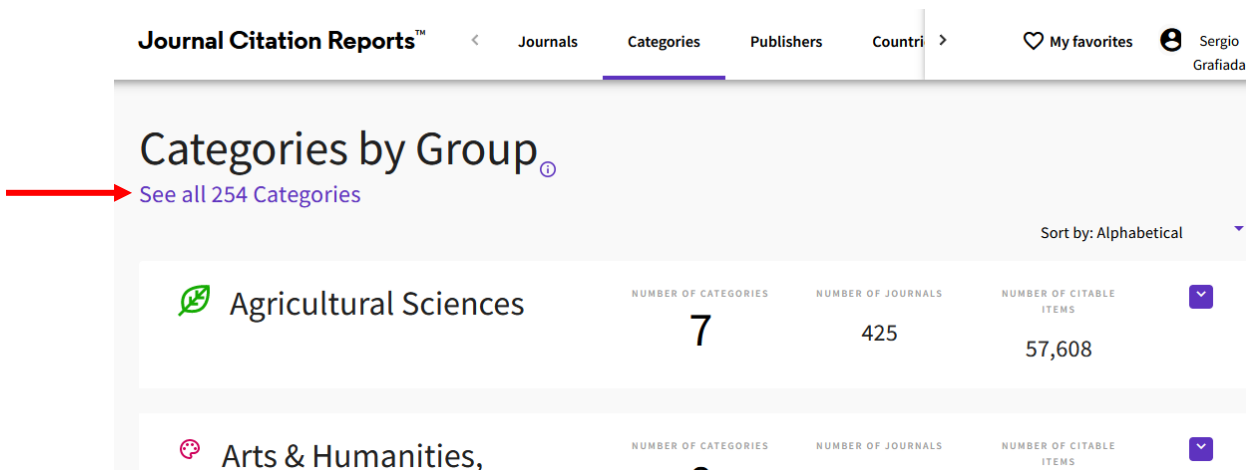 Journal Citation Reports™
Journals
Categories
Publishers
Countri
My favorites
Sergio
Grafiada
Categories by Group
See all 254 Categories
Sort by: Alphabetical
Agricultural Sciences
NUMBER OF CATEGORIES
7
NUMBER OF JOURNALS
425
NUMBER OF CITABLE
ITEMS
57,608
Arts & Humanities,
NUMBER OF CATEGORIES
NUMBER OF JOURNALS
NUMBER OF CITABLE
ITEMS